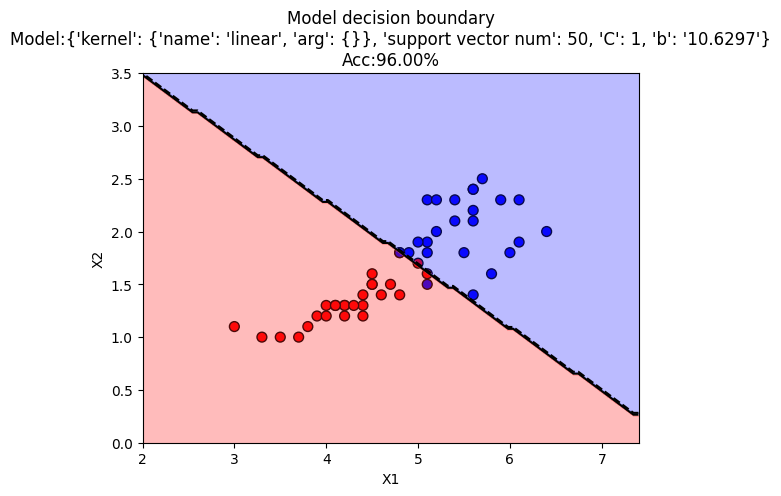 Model decision boundary
Model:{'kernel': {'name': 'linear', 'arg': {}}, 'support vector num': 50, 'C': 1, 'b': '10.6297'}
Acc:96.00%
3.5
3.0
2.5
2.0
X2
1.5
1.0
0.5
0.0
2 3 4 5 6 7
X1